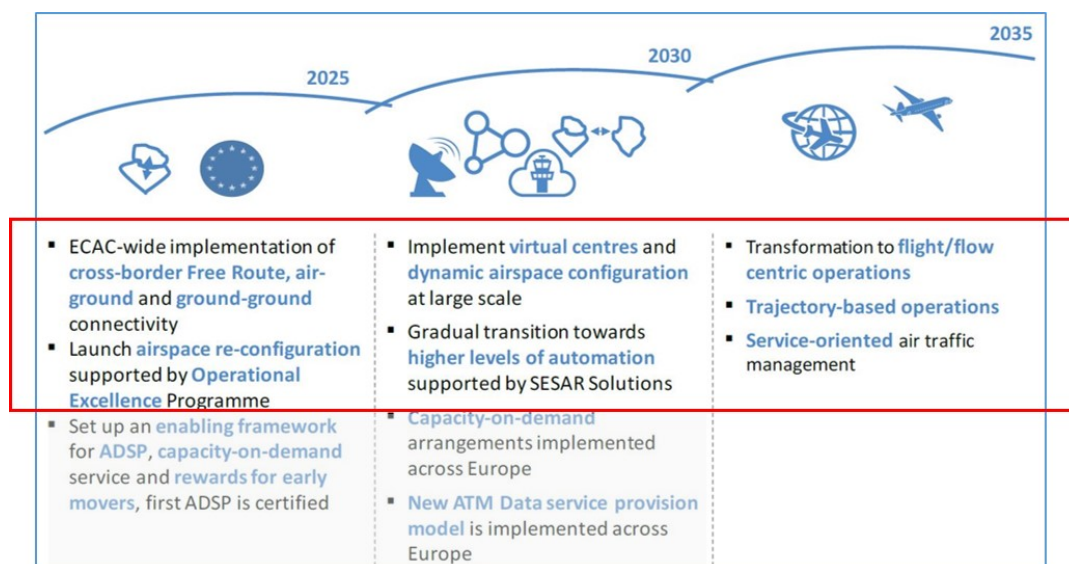 2025
2030
2035
▪ ECAC-wide implementation of
cross-border Free Route, air-
ground and ground-ground
connectivity
▪ Launch airspace re-configuration
supported by Operational
Excellence Programme
▪ Set up an enabling framework
for ADSP, capacity-on-demand
service and rewards for early
movers, first ADSP is certified
▪ Implement virtual centres and
dynamic airspace configuration
at large scale
▪ Gradual transition towards
higher levels of automation
supported by SESAR Solutions
▪ Capacity-on-demand
arrangements implemented
across Europe
▪ New ATM Data service provision
model is implemented across
Europe
▪ Transformation to flight/flow
centric operations
▪ Trajectory-based operations
▪ Service-oriented air traffic
management